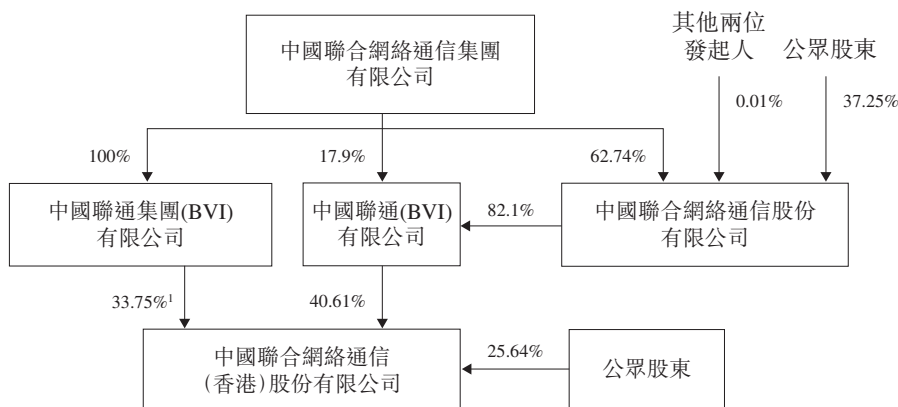 中國聯合網絡通信集團
有限公司
其他兩位
發起人
公眾股東
0.01%
37.25%
100%
17.9%
62.74%
中國聯通集團(BVI)
有限公司
中國聯通(BVI)
有限公司
82.1%
中國聯合網絡通信股份
有限公司
33.75%¹
40.61%
中國聯合網絡通信
(香港)股份有限公司
25.64%
公眾股東